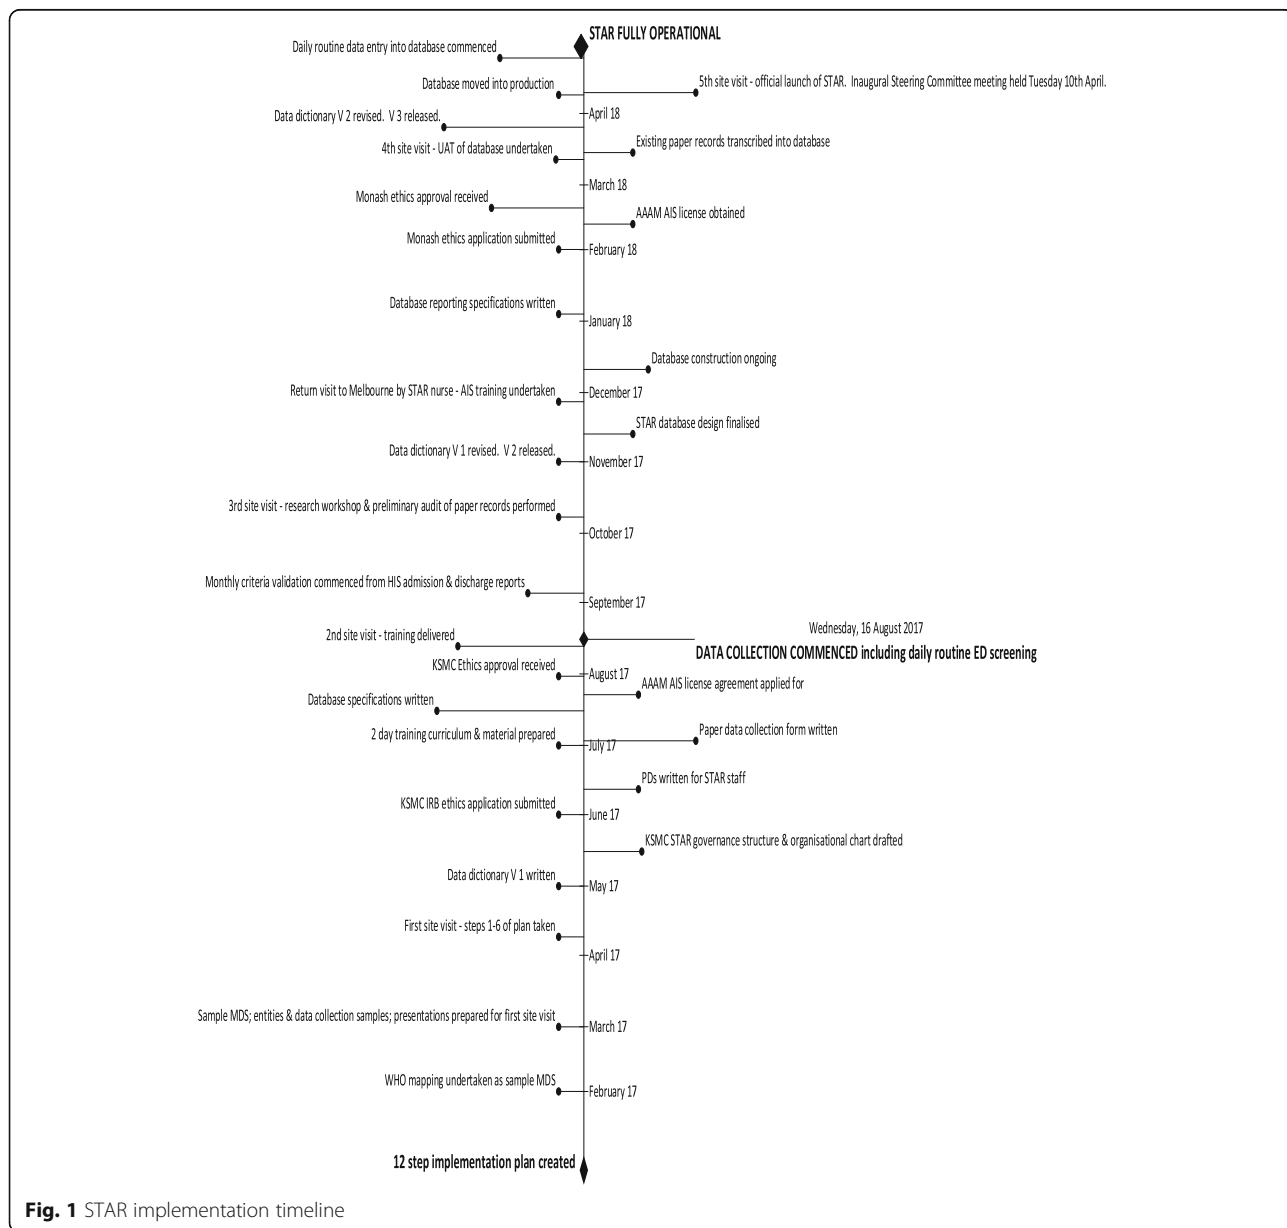 STAR FULLY OPERATIONAL
Daily routine data entry into database commenced
5th site visit - official launch of STAR. Inaugural Steering Committee meeting held Tuesday 10th April.
Database moved into production
April 18
Data dictionary V 2 revised. V 3 released.
Existing paper records transcribed into database
4th site visit - UAT of database undertaken
March 18
Monash ethics approval received
AAAM AIS license obtained
Monash ethics application submitted
February 18
Database reporting specifications written
January 18
Database construction ongoing
Return visit to Melbourne by STAR nurse - AIS training undertaken
December 17
STAR database design finalised
Data dictionary V 1 revised. V 2 released.
November 17
3rd site visit - research workshop & preliminary audit of paper records performed
October 17
Monthly criteria validation commenced from HIS admission & discharge reports
September 17
Wednesday, 16 August 2017
2nd site visit - training delivered
DATA COLLECTION COMMENCED including daily routine ED screening
KSMC Ethics approval received
August 17
AAAM AIS license agreement applied for
Database specifications written
Paper data collection form written
2 day training curriculum & material prepared
July 17
PDs written for STAR staff
KSMC IRB ethics application submitted
June 17
KSMC STAR governance structure & organisational chart drafted
Data dictionary V 1 written
May 17
First site visit - steps 1-6 of plan taken
April 17
Sample MDS; entities & data collection samples; presentations prepared for first site visit
March 17
WHO mapping undertaken as sample MDS
February 17
12 step implementation plan created
Fig. 1 STAR implementation timeline